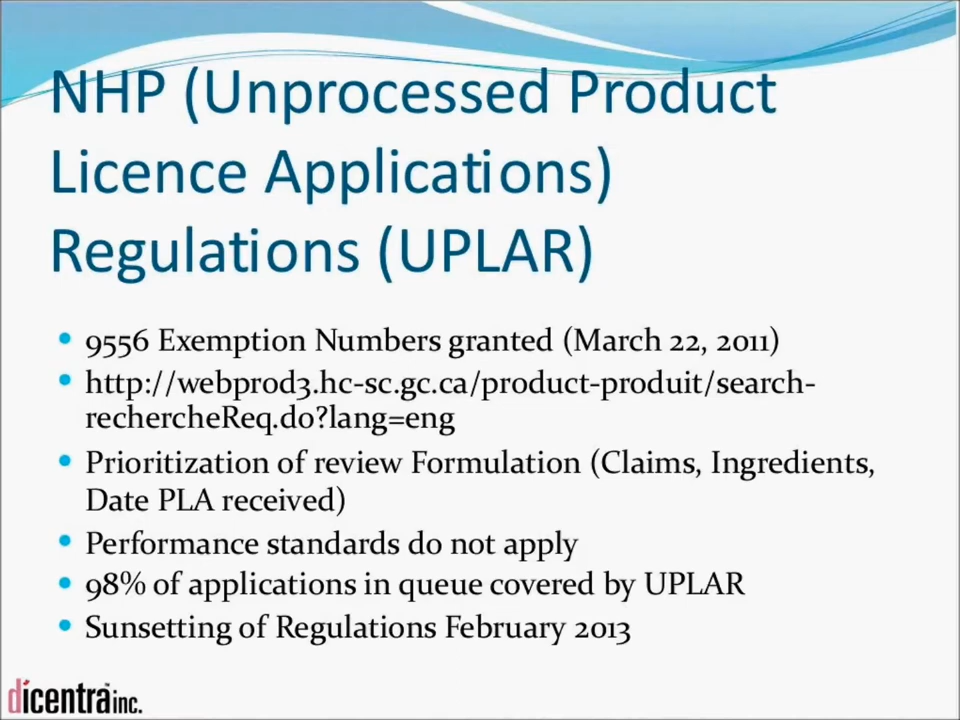 NHP (Unprocessed Product
Licence Applications)
Regulations (UPLAR)
• 9556 Exemption Numbers granted (March 22, 2011)
• http://webprod3.hc-sc.gc.ca/product-produit/search-
rechercheReq.do?lang=eng
• Prioritization of review Formulation (Claims, Ingredients,
Date PLA received)
• Performance standards do not apply
• 98% of applications in queue covered by UPLAR
• Sunsetting of Regulations February 2013
dicentra™ inc.